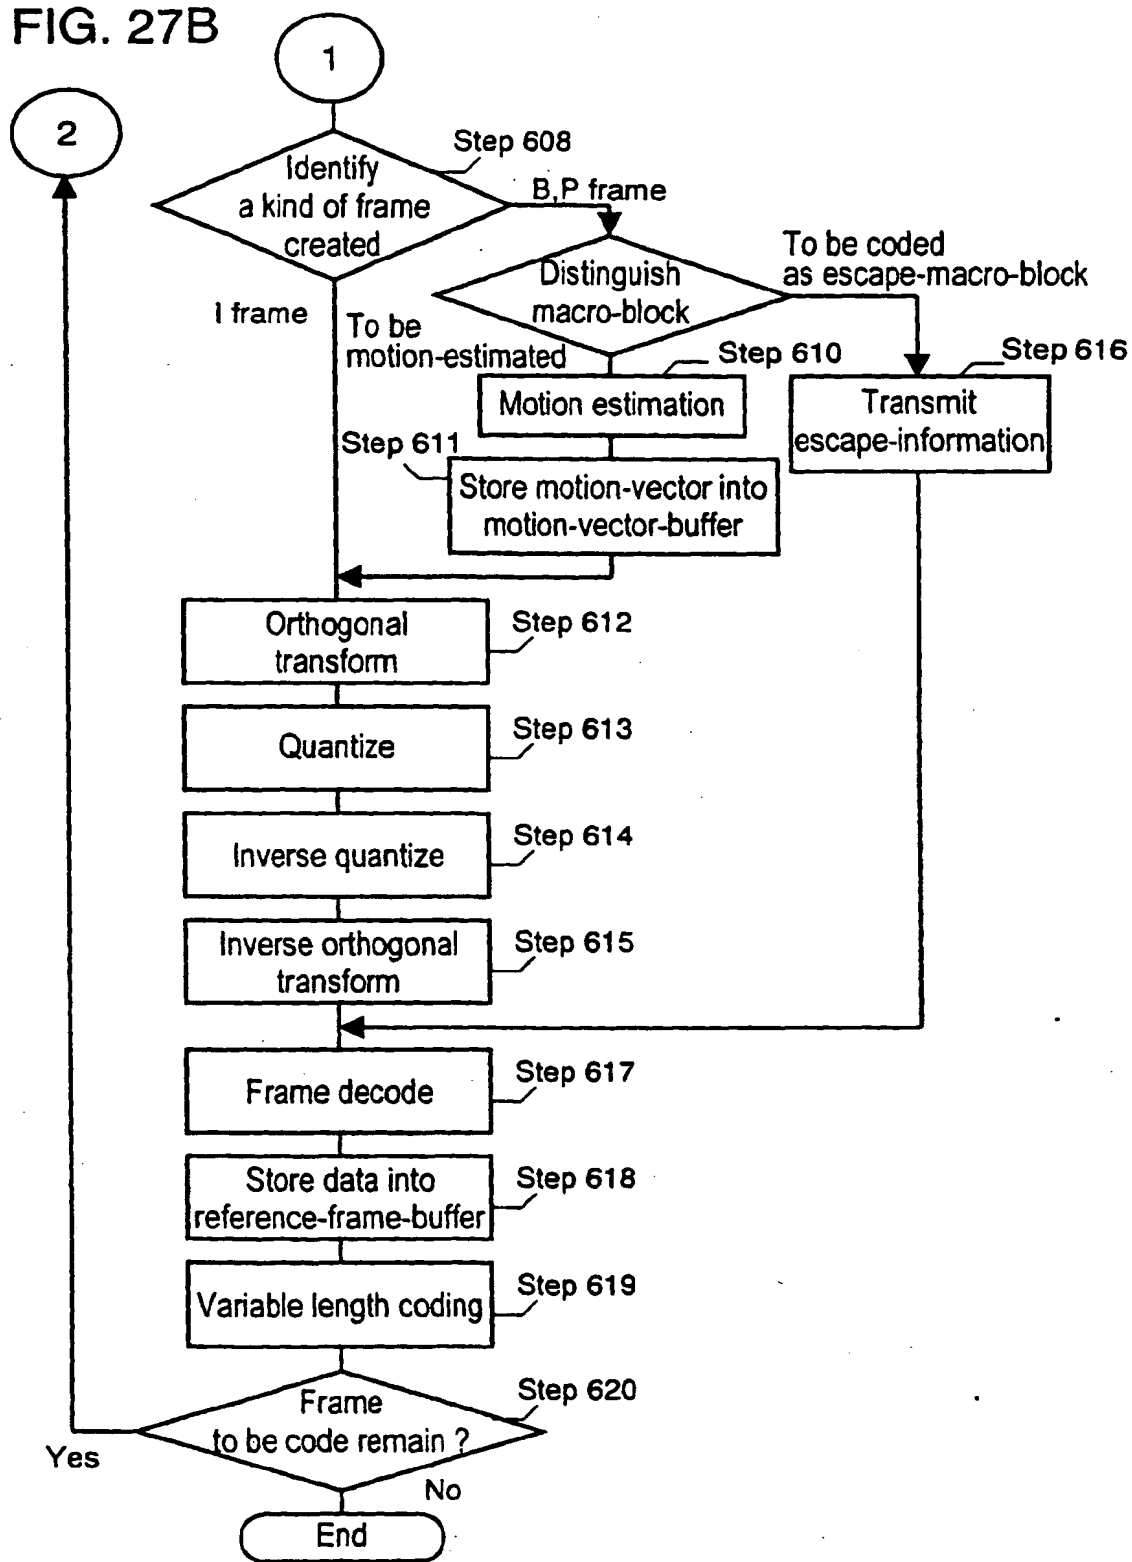 FIG. 27B
1
2
Step 608
Identify
a kind of frame
created
B,P frame
To be coded
as escape-macro-block
Distinguish
macro-block
I frame
To be
motion-estimated
Step 610
Step 616
Motion estimation
Transmit
escape-information
Step 611
Store motion-vector into
motion-vector-buffer
Orthogonal
transform
Step 612
Quantize
Step 613
Inverse quantize
Step 614
Inverse orthogonal
transform
Step 615
Frame decode
Step 617
Store data into
reference-frame-buffer
Step 618
Variable length coding
Step 619
Frame
to be code remain ?
Step 620
Yes
No
End